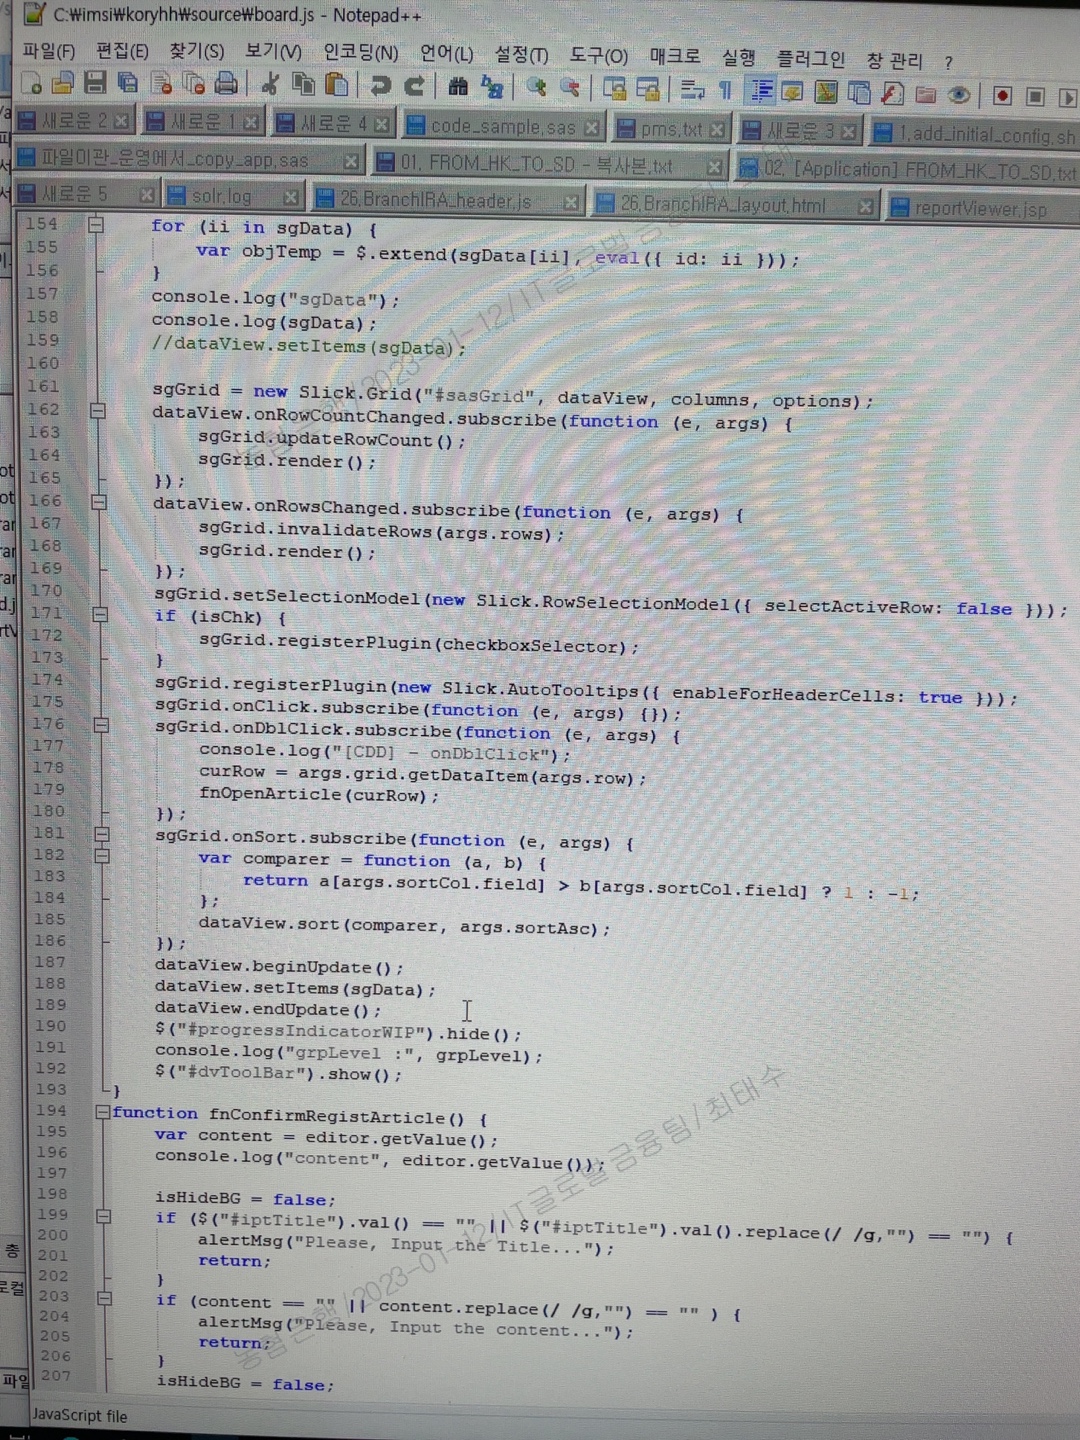 C:₩imsi₩koryhh₩source₩board.js - Notepad++
파일(F) 편집(E) 찾기(S) 보기(V) 인코딩(N) 언어(L) 설정(T) 도구(O) 매크로 실행 플러그인 창 관리 ?
새로운 2 새로운 1 새로운 4 code_sample.sas pms.txt 새로운 3 1.add_initial_config.sh
파일이관_운영에서_copy_app.sas 01. FROM_HK_TO_SD - 복사본.txt 02. [Application] FROM_HK_TO_SD.txt
새로운 5 solr.log 26.BranchIRA_header.js 26.BranchIRA_layout.html reportViewer.jsp
154 for (ii in sgData) {
155 var objTemp = $.extend(sgData[ii], eval({ id: ii }));
156 }
157 console.log("sgData");
158 console.log(sgData);
159 //dataView.setItems(sgData);
160
161 sgGrid = new Slick.Grid("#sasGrid", dataView, columns, options);
162 dataView.onRowCountChanged.subscribe(function (e, args) {
163 sgGrid.updateRowCount();
164 sgGrid.render();
165 });
166 dataView.onRowsChanged.subscribe(function (e, args) {
167 sgGrid.invalidateRows(args.rows);
168 sgGrid.render();
169 });
170 sgGrid.setSelectionModel(new Slick.RowSelectionModel({ selectActiveRow: false }));
171 if (isChk) {
172 sgGrid.registerPlugin(checkboxSelector);
173 }
174 sgGrid.registerPlugin(new Slick.AutoTooltips({ enableForHeaderCells: true }));
175 sgGrid.onClick.subscribe(function (e, args) {});
176 sgGrid.onDblClick.subscribe(function (e, args) {
177 console.log("[CDD] - onDblClick");
178 curRow = args.grid.getDataItem(args.row);
179 fnOpenArticle(curRow);
180 });
181 sgGrid.onSort.subscribe(function (e, args) {
182 var comparer = function (a, b) {
183 return a[args.sortCol.field] > b[args.sortCol.field] ? 1 : -1;
184 };
185 dataView.sort(comparer, args.sortAsc);
186 });
187 dataView.beginUpdate();
188 dataView.setItems(sgData);
189 dataView.endUpdate();
190 $("#progressIndicatorWIP").hide();
191 console.log("grpLevel :", grpLevel);
192 $("#dvToolBar").show();
193 }
194 function fnConfirmRegistArticle() {
195 var content = editor.getValue();
196 console.log("content", editor.getValue());
197
198 isHideBG = false;
199 if ($("#iptTitle").val() == "" || $("#iptTitle").val().replace(/ /g,"") == "") {
200 alertMsg("Please, Input the Title...");
201 return;
202 }
203 if (content == "" || content.replace(/ /g,"") == "" ) {
204 alertMsg("Please, Input the content...");
205 return;
206 }
207 isHideBG = false;
JavaScript file
농협은행/2023-01-12/IT글로벌금융팀/최태수